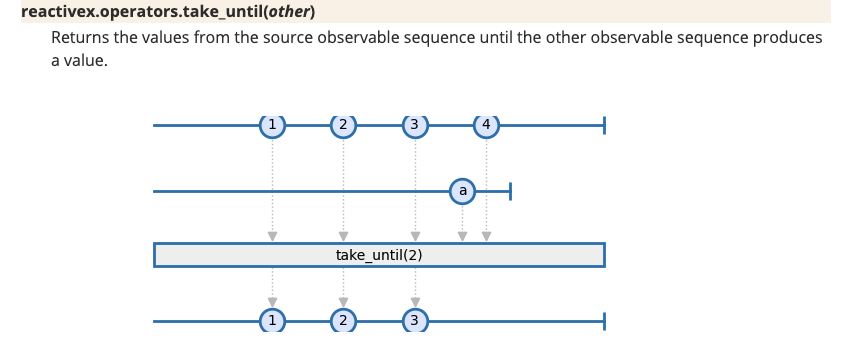 reactivex.operators.take_until(other)
Returns the values from the source observable sequence until the other observable sequence produces
a value.
1 2 3 4
a
take_until(2)
1 2 3